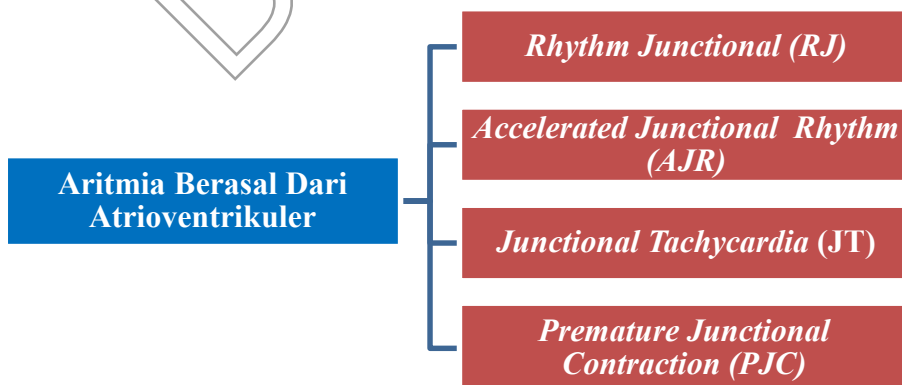 Aritmia Berasal Dari
Atrioventrikuler
Rhythm Junctional (RJ)
Accelerated Junctional Rhythm
(AJR)
Junctional Tachycardia (JT)
Premature Junctional
Contraction (PJC)